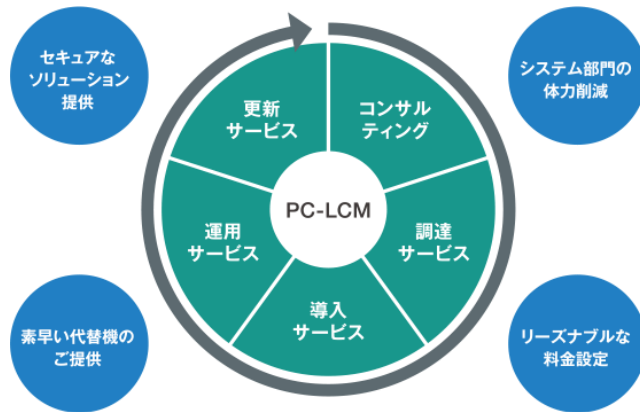 セキュアな
ソリューション
提供
システム部門の
体力削減
更新
サービス
コンサル
ティング
PC-LCM
運用
サービス
調達
サービス
導入
サービス
素早い代替機の
ご提供
リーズナブルな
料金設定